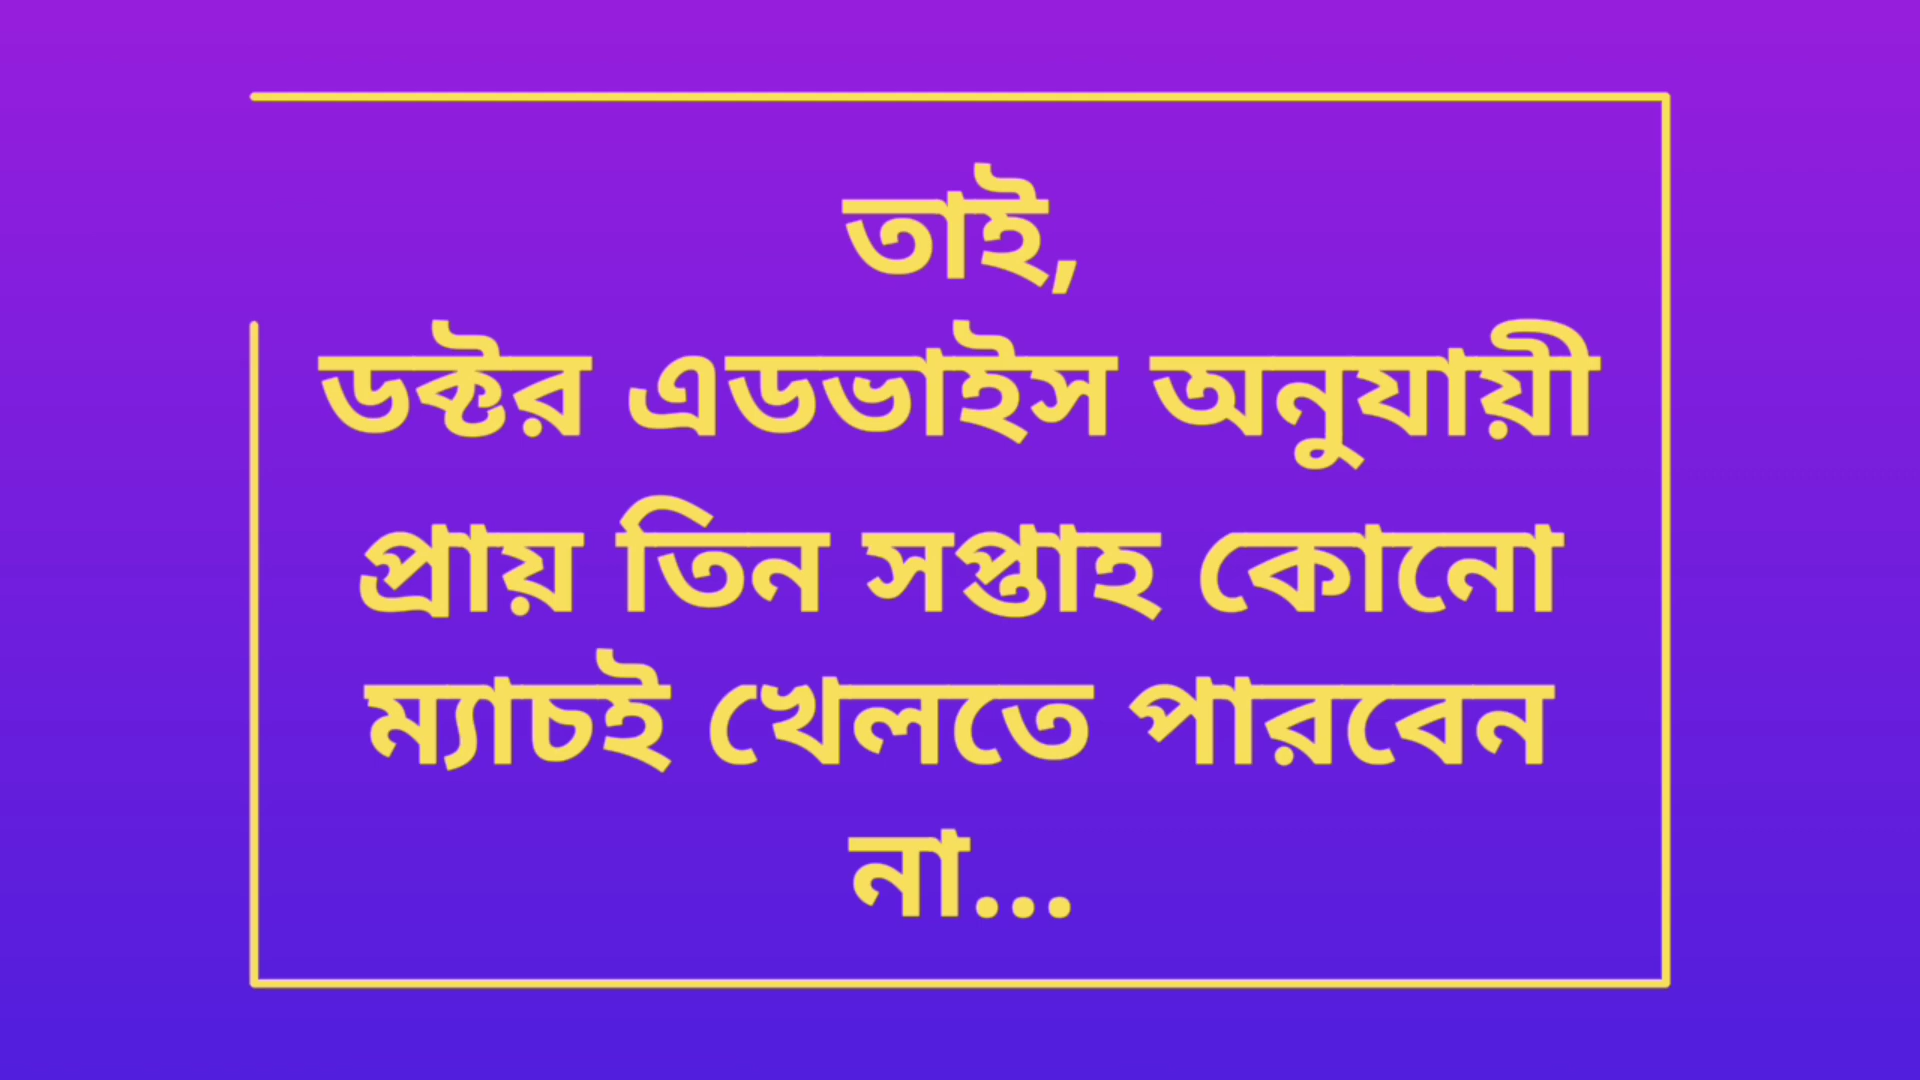 তাই,
ডক্টর এডভাইস অনুযায়ী
প্রায় তিন সপ্তাহ কোনো
ম্যাচই খেলতে পারবেন
না...